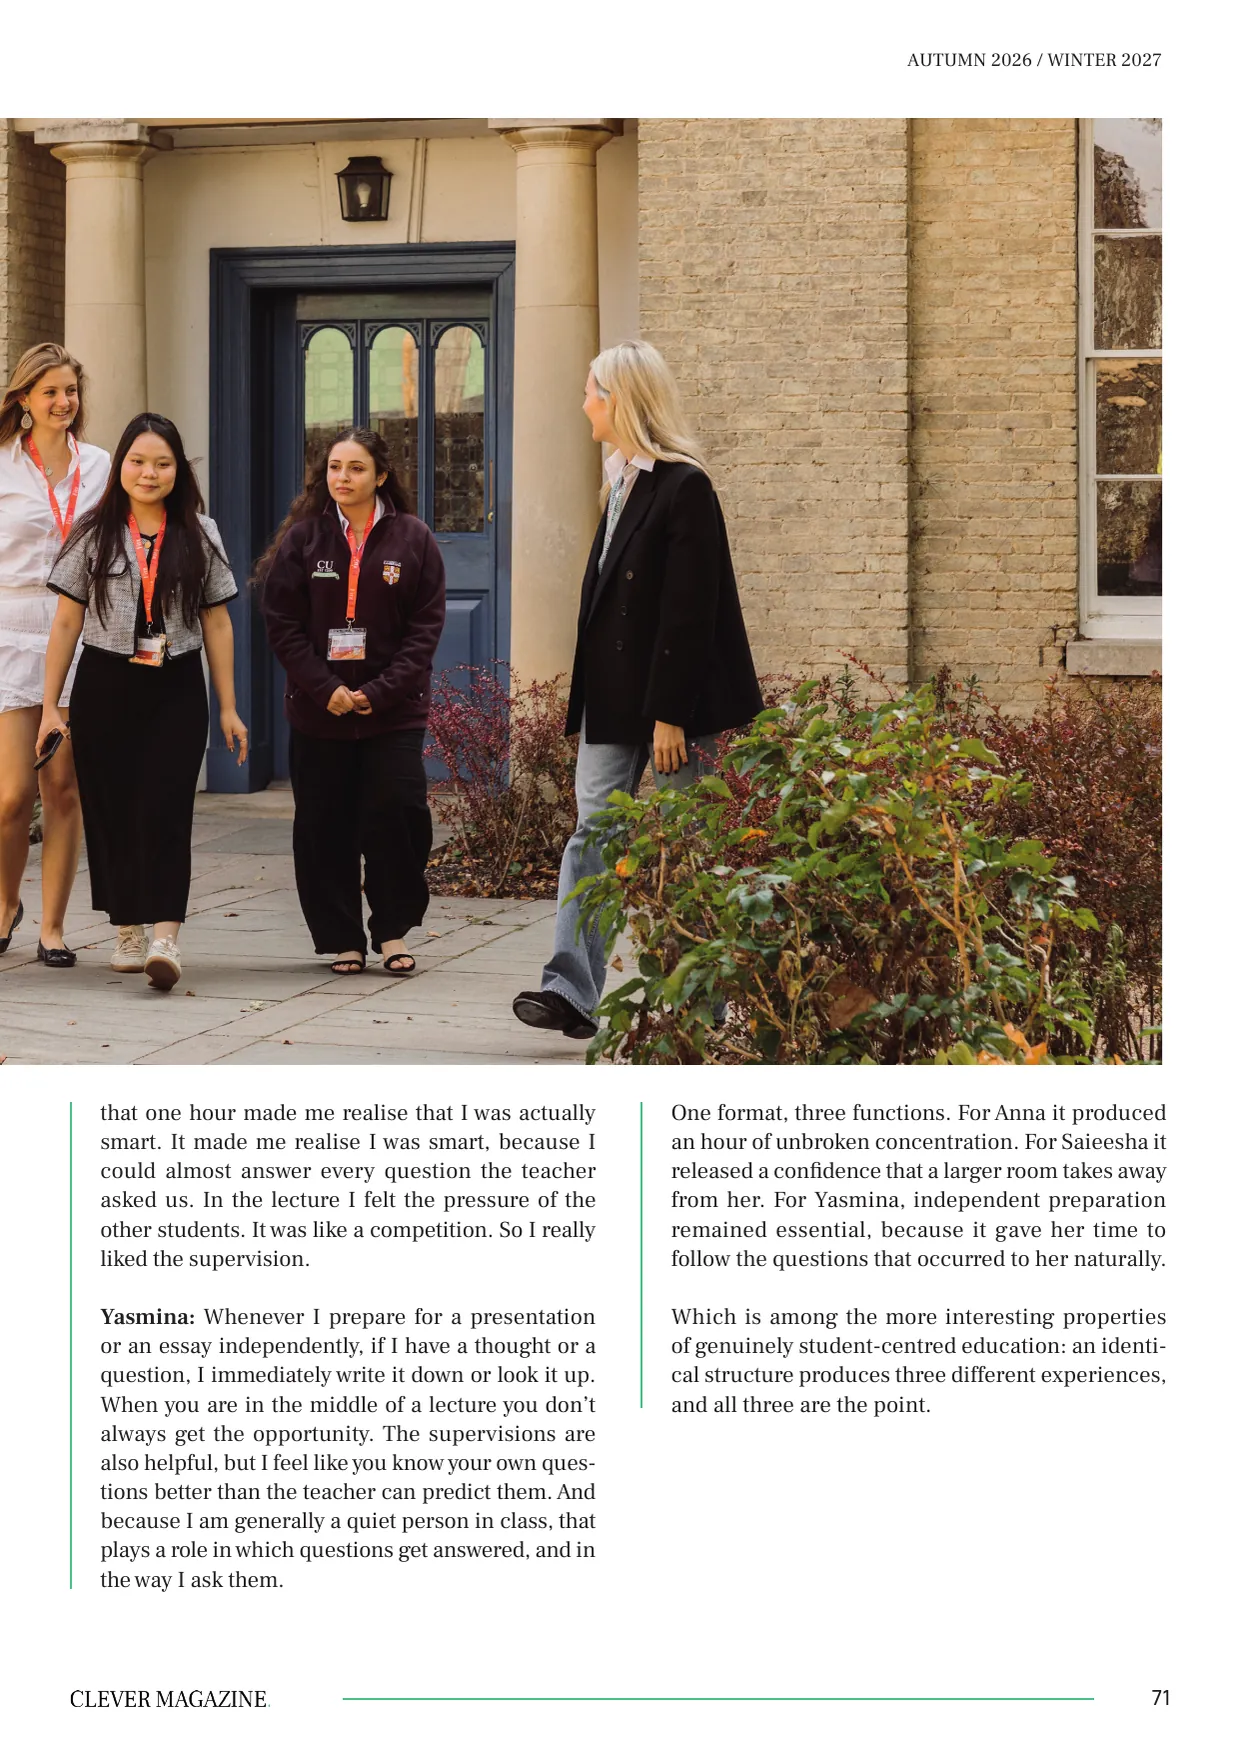 AUTUMN 2026 / WINTER 2027
CU
that one hour made me realise that I was actually
smart. It made me realise I was smart, because I
could almost answer every question the teacher
asked us. In the lecture I felt the pressure of the
other students. It was like a competition. So I really
liked the supervision.
Yasmina: Whenever I prepare for a presentation
or an essay independently, if I have a thought or a
question, I immediately write it down or look it up.
When you are in the middle of a lecture you don’t
always get the opportunity. The supervisions are
also helpful, but I feel like you know your own ques-
tions better than the teacher can predict them. And
because I am generally a quiet person in class, that
plays a role in which questions get answered, and in
the way I ask them.
One format, three functions. For Anna it produced
an hour of unbroken concentration. For Saieesha it
released a confidence that a larger room takes away
from her. For Yasmina, independent preparation
remained essential, because it gave her time to
follow the questions that occurred to her naturally.
Which is among the more interesting properties
of genuinely student-centred education: an identi-
cal structure produces three different experiences,
and all three are the point.
CLEVER MAGAZINE.
71